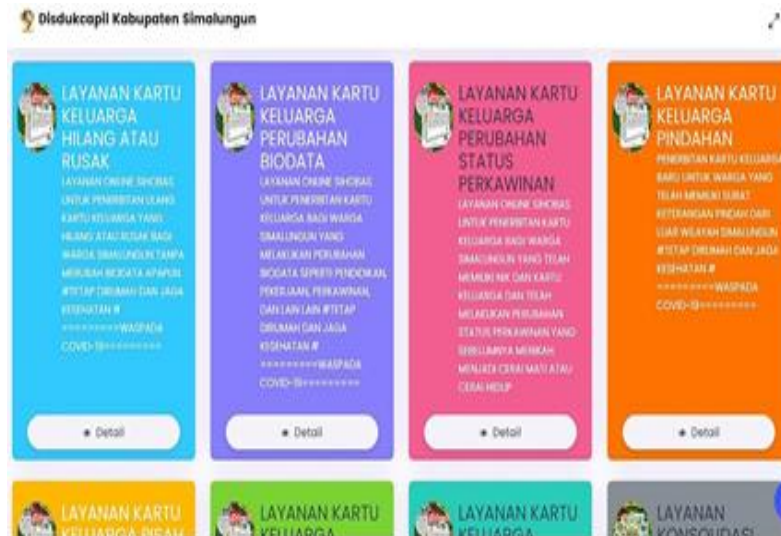 Disdukcapil Kabupaten Simalungun
LAYANAN KARTU
KELUARGA
HILANG ATAU
RUSAK
LAYANAN ONLINE SIHOBAS
UNTUK PENERBITAN ULANG
KARTU KELUARGA YANG
HILANG ATAU RUSAK BAGI
WARGA SIMALUNGUN TANPA
MERUBAH BIODATA APAPUN
#TETAP DIRUMAH DAN JAGA
KESEHATAN #
=========WASPADA
COVID-19=========
Detail
LAYANAN KARTU
KELUARGA
PERUBAHAN
BIODATA
LAYANAN ONLINE SIHOBAS
UNTUK PENERBITAN KARTU
KELUARGA BAGI WARGA
SIMALUNGUN YANG
MELAKUKAN PERUBAHAN
BIODATA SEPERTI PENDIDIKAN,
PEKERJAAN, PERKAWINAN,
DAN LAIN LAIN #TETAP
DIRUMAH DAN JAGA
KESEHATAN #
=========WASPADA
COVID-19=========
Detail
LAYANAN KARTU
KELUARGA
PERUBAHAN
STATUS
PERKAWINAN
LAYANAN ONLINE SIHOBAS
UNTUK PENERBITAN KARTU
KELUARGA BAGI WARGA
SIMALUNGUN YANG TELAH
MEMILIKI NIK DAN KARTU
KELUARGA DAN TELAH
MELAKUKAN PERUBAHAN
STATUS PERKAWINAN YANG
SEBELUMNYA MENIKAH
MENJADI CERAI MATI ATAU
CERAI HIDUP
Detail
LAYANAN KARTU
KELUARGA
PINDAHAN
PENERBITAN KARTU KELUARGA
BARU UNTUK WARGA YANG
TELAH MEMILIKI SURAT
KETERANGAN PINDAH DARI
LUAR WILAYAH SIMALUNGUN
#TETAP DIRUMAH DAN JAGA
KESEHATAN #
=========WASPADA
COVID-19=========
Detail
LAYANAN KARTU
KELUARGA PISAH
LAYANAN KARTU
KELUARGA
LAYANAN KARTU
KELUARGA
LAYANAN
KONSOLIDASI